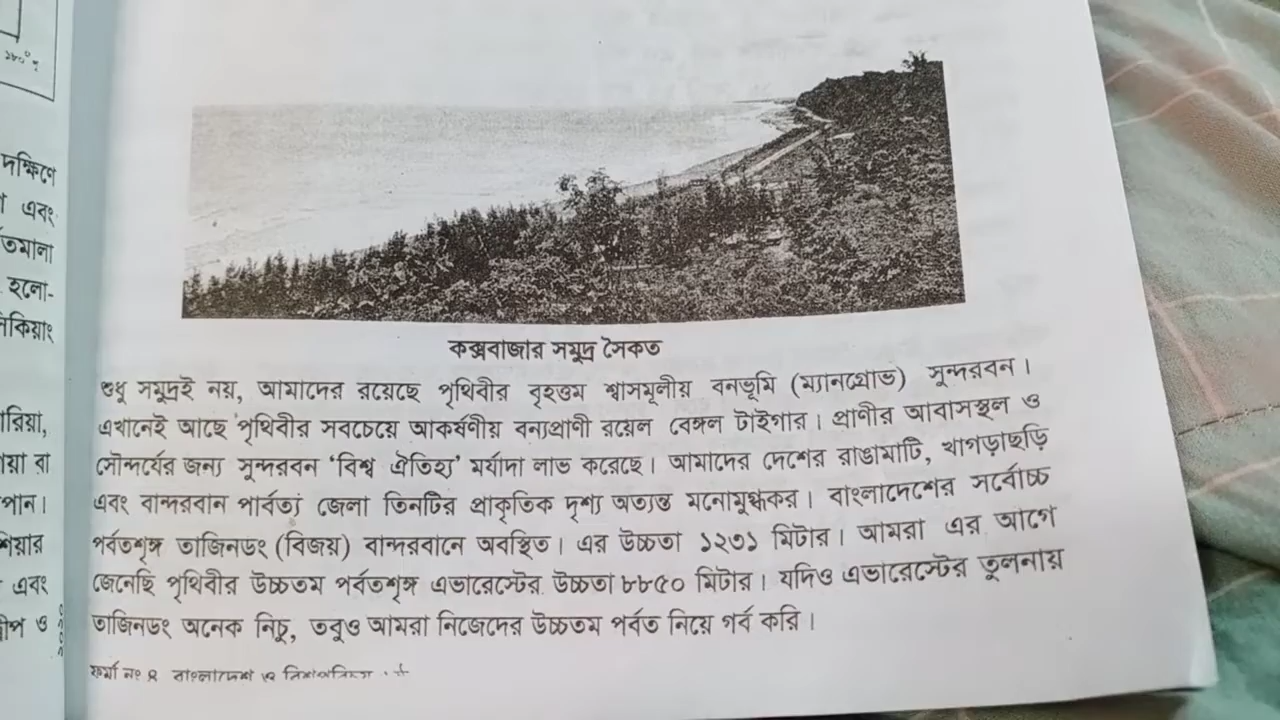 ১৮০° পূ
দক্ষিণে
এবং
র্তমালা
হলো-
কিয়াং
রিয়া,
য়া বা
পান।
শিয়ার
এবং
দ্বীপ ও
২০২০
কক্সবাজার সমুদ্র সৈকত
শুধু সমুদ্রই নয়, আমাদের রয়েছে পৃথিবীর বৃহত্তম শ্বাসমূলীয় বনভূমি (ম্যানগ্রোভ) সুন্দরবন।
এখানেই আছে পৃথিবীর সবচেয়ে আকর্ষণীয় বন্যপ্রাণী রয়েল বেঙ্গল টাইগার। প্রাণীর আবাসস্থল ও
সৌন্দর্যের জন্য সুন্দরবন ‘বিশ্ব ঐতিহ্য’ মর্যাদা লাভ করেছে। আমাদের দেশের রাঙামাটি, খাগড়াছড়ি
এবং বান্দরবান পার্বত্য জেলা তিনটির প্রাকৃতিক দৃশ্য অত্যন্ত মনোমুগ্ধকর। বাংলাদেশের সর্বোচ্চ
পর্বতশৃঙ্গ তাজিনডং (বিজয়) বান্দরবানে অবস্থিত। এর উচ্চতা ১২৩১ মিটার। আমরা এর আগে
জেনেছি পৃথিবীর উচ্চতম পর্বতশৃঙ্গ এভারেস্টের উচ্চতা ৮৮৫০ মিটার। যদিও এভারেস্টের তুলনায়
তাজিনডং অনেক নিচু, তবুও আমরা নিজেদের উচ্চতম পর্বত নিয়ে গর্ব করি।
ফর্মা নং ৪ বাংলাদেশ ও